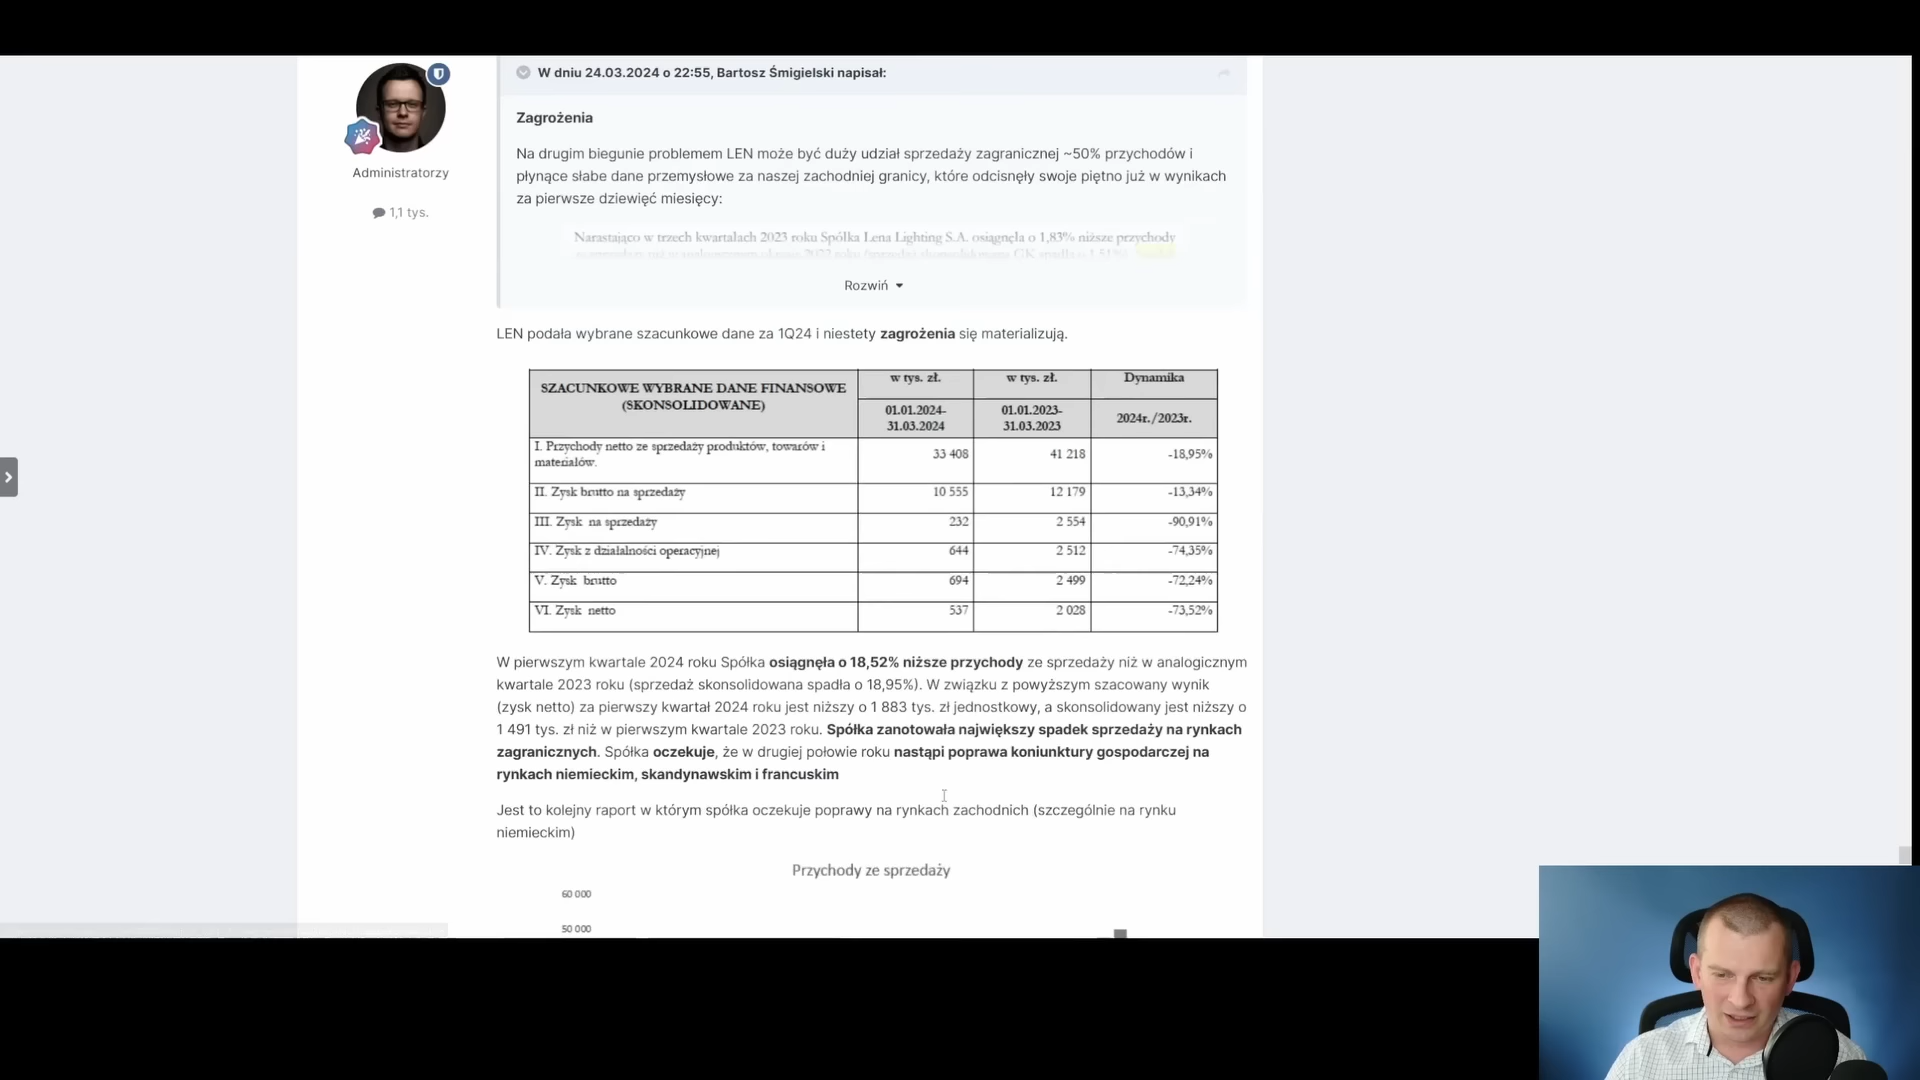 W dniu 24.03.2024 o 22:55, Bartosz Śmigielski napisał:
Administratorzy
1,1 tys.
Zagrożenia
Na drugim biegunie problemem LEN może być duży udział sprzedaży zagranicznej ~50% przychodów i
płynące słabe dane przemysłowe za naszej zachodniej granicy, które odcisnęły swoje piętno już w wynikach
za pierwsze dziewięć miesięcy:
Narastająco w trzech kwartałach 2023 roku Spółka Lena Lighting S.A. osiągnęła o 1,83% niższe przychody
Rozwiń
LEN podała wybrane szacunkowe dane za 1Q24 i niestety zagrożenia się materializują.
SZACUNKOWE WYBRANE DANE FINANSOWE (SKONSOLIDOWANE) w tys. zł. w tys. zł. Dynamika
01.01.2024-31.03.2024 01.01.2023-31.03.2023 2024r./2023r.
I. Przychody netto ze sprzedaży produktów, towarów i materiałów. 33 408 41 218 -18,95%
II. Zysk brutto na sprzedaży 10 555 12 179 -13,34%
III. Zysk na sprzedaży 232 2 554 -90,91%
IV. Zysk z działalności operacyjnej 644 2 512 -74,35%
V. Zysk brutto 694 2 499 -72,24%
VI. Zysk netto 537 2 028 -73,52%
W pierwszym kwartale 2024 roku Spółka osiągnęła o 18,52% niższe przychody ze sprzedaży niż w analogicznym
kwartale 2023 roku (sprzedaż skonsolidowana spadła o 18,95%). W związku z powyższym szacowany wynik
(zysk netto) za pierwszy kwartał 2024 roku jest niższy o 1 883 tys. zł jednostkowy, a skonsolidowany jest niższy o
1 491 tys. zł niż w pierwszym kwartale 2023 roku. Spółka zanotowała największy spadek sprzedaży na rynkach
zagranicznych. Spółka oczekuje, że w drugiej połowie roku nastąpi poprawa koniunktury gospodarczej na
rynkach niemieckim, skandynawskim i francuskim
Jest to kolejny raport w którym spółka oczekuje poprawy na rynkach zachodnich (szczególnie na rynku
niemieckim)
Przychody ze sprzedaży
60 000
50 000